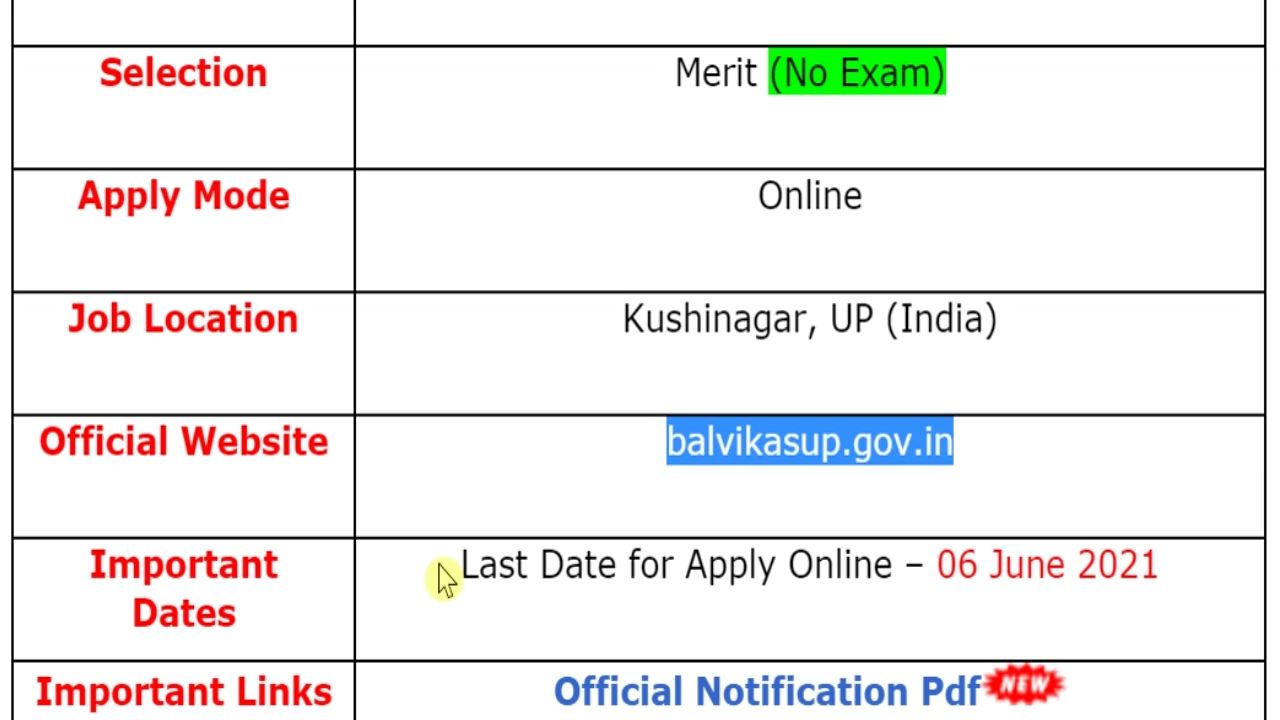 Selection
Merit (No Exam)
Apply Mode
Online
Job Location
Kushinagar, UP (India)
Official Website
balvikasup.gov.in
Important
Dates
Last Date for Apply Online – 06 June 2021
Important Links
Official Notification Pdf NEW